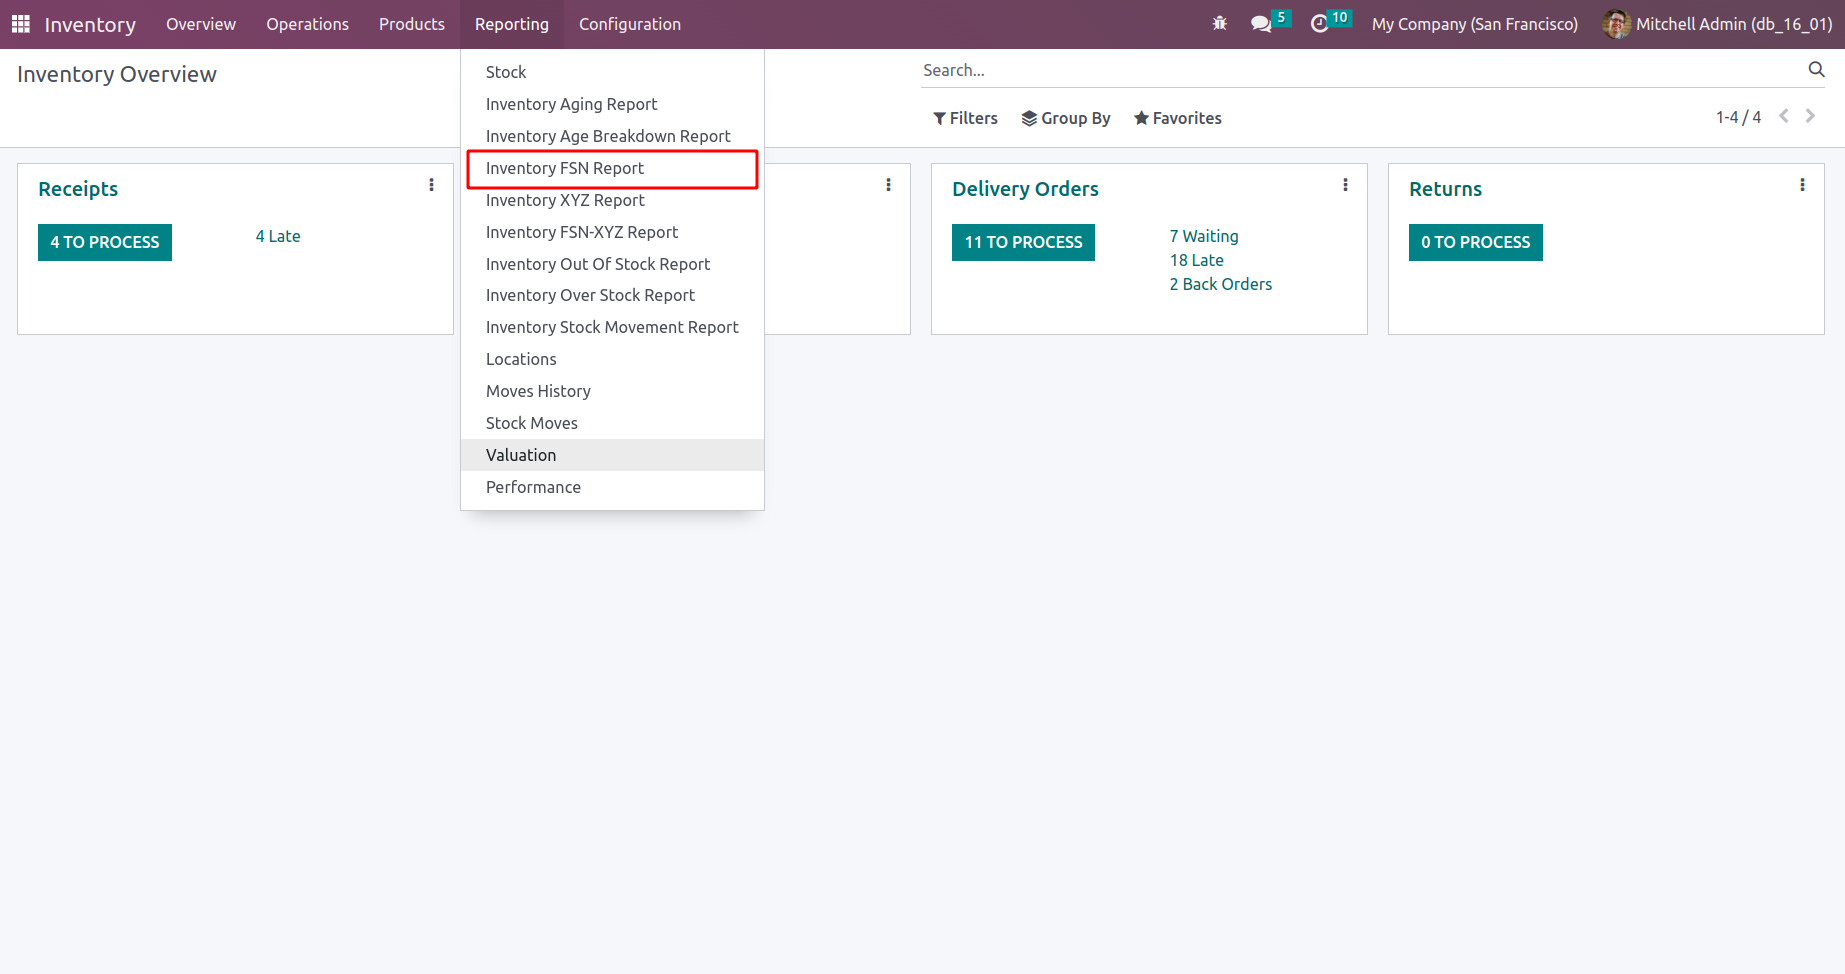 Inventory Overview Operations Products Reporting Configuration 5 10 My Company (San Francisco) Mitchell Admin (db_16_01)
Inventory Overview
Search...
Filters Group By Favorites 1-4 / 4
Stock
Inventory Aging Report
Inventory Age Breakdown Report
Inventory FSN Report
Inventory XYZ Report
Inventory FSN-XYZ Report
Inventory Out Of Stock Report
Inventory Over Stock Report
Inventory Stock Movement Report
Locations
Moves History
Stock Moves
Valuation
Performance
Receipts
4 TO PROCESS
4 Late
Delivery Orders
11 TO PROCESS
7 Waiting
18 Late
2 Back Orders
Returns
0 TO PROCESS